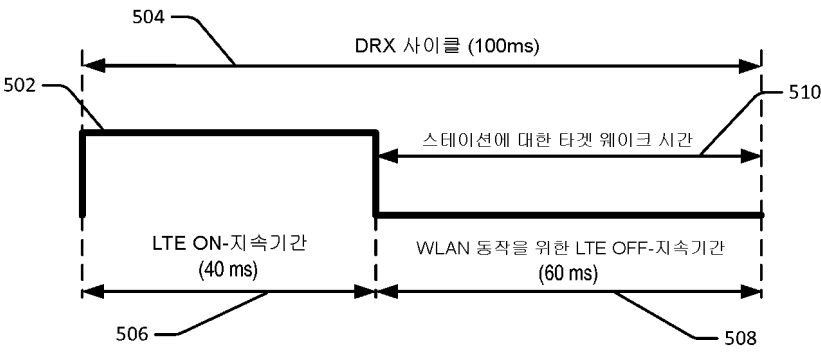 504
DRX 사이클 (100ms)
502
510
스테이션에 대한 타겟 웨이크 시간
LTE ON-지속기간
(40 ms)
WLAN 동작을 위한 LTE OFF-지속기간
(60 ms)
506
508